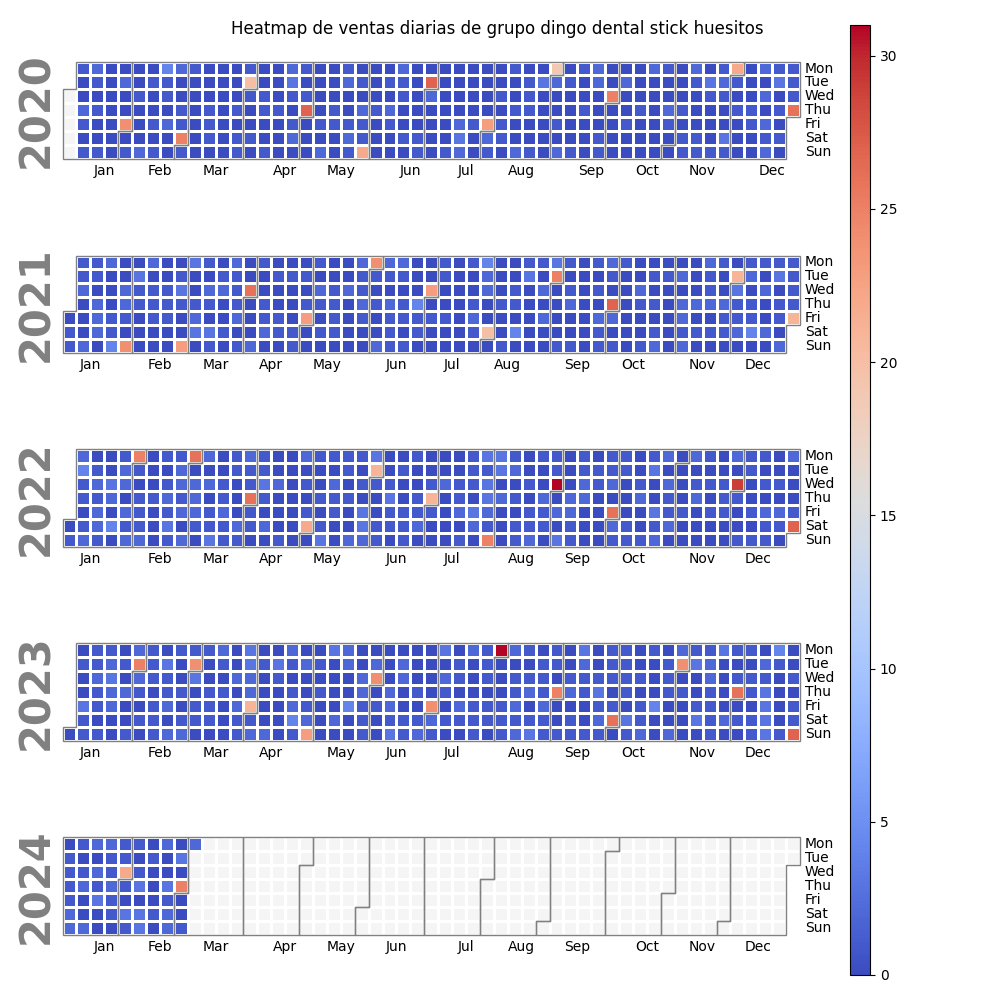 Heatmap de ventas diarias de grupo dingo dental stick huesitos
2020
Mon
Tue
Wed
Thu
Fri
Sat
Sun
Jan Feb Mar Apr May Jun Jul Aug Sep Oct Nov Dec
2021
Mon
Tue
Wed
Thu
Fri
Sat
Sun
Jan Feb Mar Apr May Jun Jul Aug Sep Oct Nov Dec
2022
Mon
Tue
Wed
Thu
Fri
Sat
Sun
Jan Feb Mar Apr May Jun Jul Aug Sep Oct Nov Dec
2023
Mon
Tue
Wed
Thu
Fri
Sat
Sun
Jan Feb Mar Apr May Jun Jul Aug Sep Oct Nov Dec
2024
Mon
Tue
Wed
Thu
Fri
Sat
Sun
Jan Feb Mar Apr May Jun Jul Aug Sep Oct Nov Dec
30
25
20
15
10
5
0